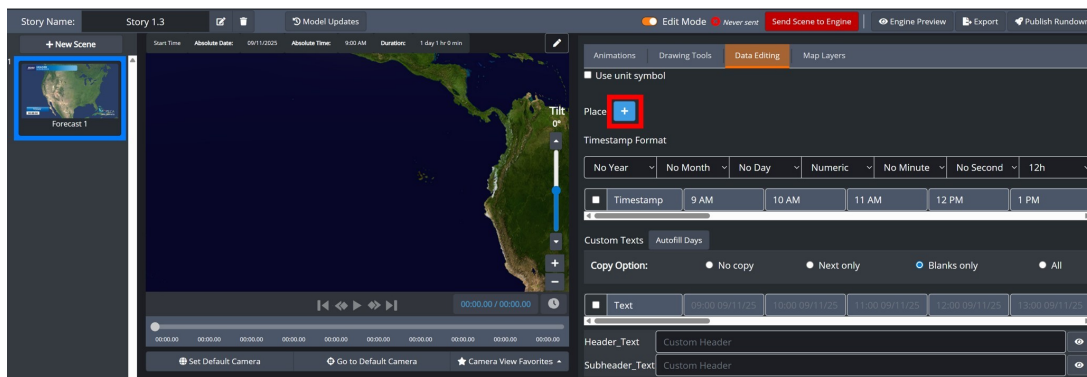 Story Name: Story 1.3 Model Updates Edit Mode Never sent Send Scene to Engine Engine Preview Export Publish Rundown
+ New Scene
Start Time Absolute Date: 09/11/2025 Absolute Time: 9:00 AM Duration: 1 day 1 hr 0 min
Animations Drawing Tools Data Editing Map Layers
1
Use unit symbol
Forecast 1
Tilt
0°
Place +
Timestamp Format
No Year No Month No Day Numeric No Minute No Second 12h
Timestamp 9 AM 10 AM 11 AM 12 PM 1 PM
Custom Texts Autofill Days
Copy Option: No copy Next only Blanks only All
+
−
00:00.00 / 00:00.00
Text 09:00 09/11/25 10:00 09/11/25 11:00 09/11/25 12:00 09/11/25 13:00 09/11/25
00:00.00 00:00.00 00:00.00 00:00.00 00:00.00 00:00.00 00:00.00 00:00.00 00:00.00 00:00.00
Header_Text Custom Header
Set Default Camera Go to Default Camera Camera View Favorites
Subheader_Text Custom Header